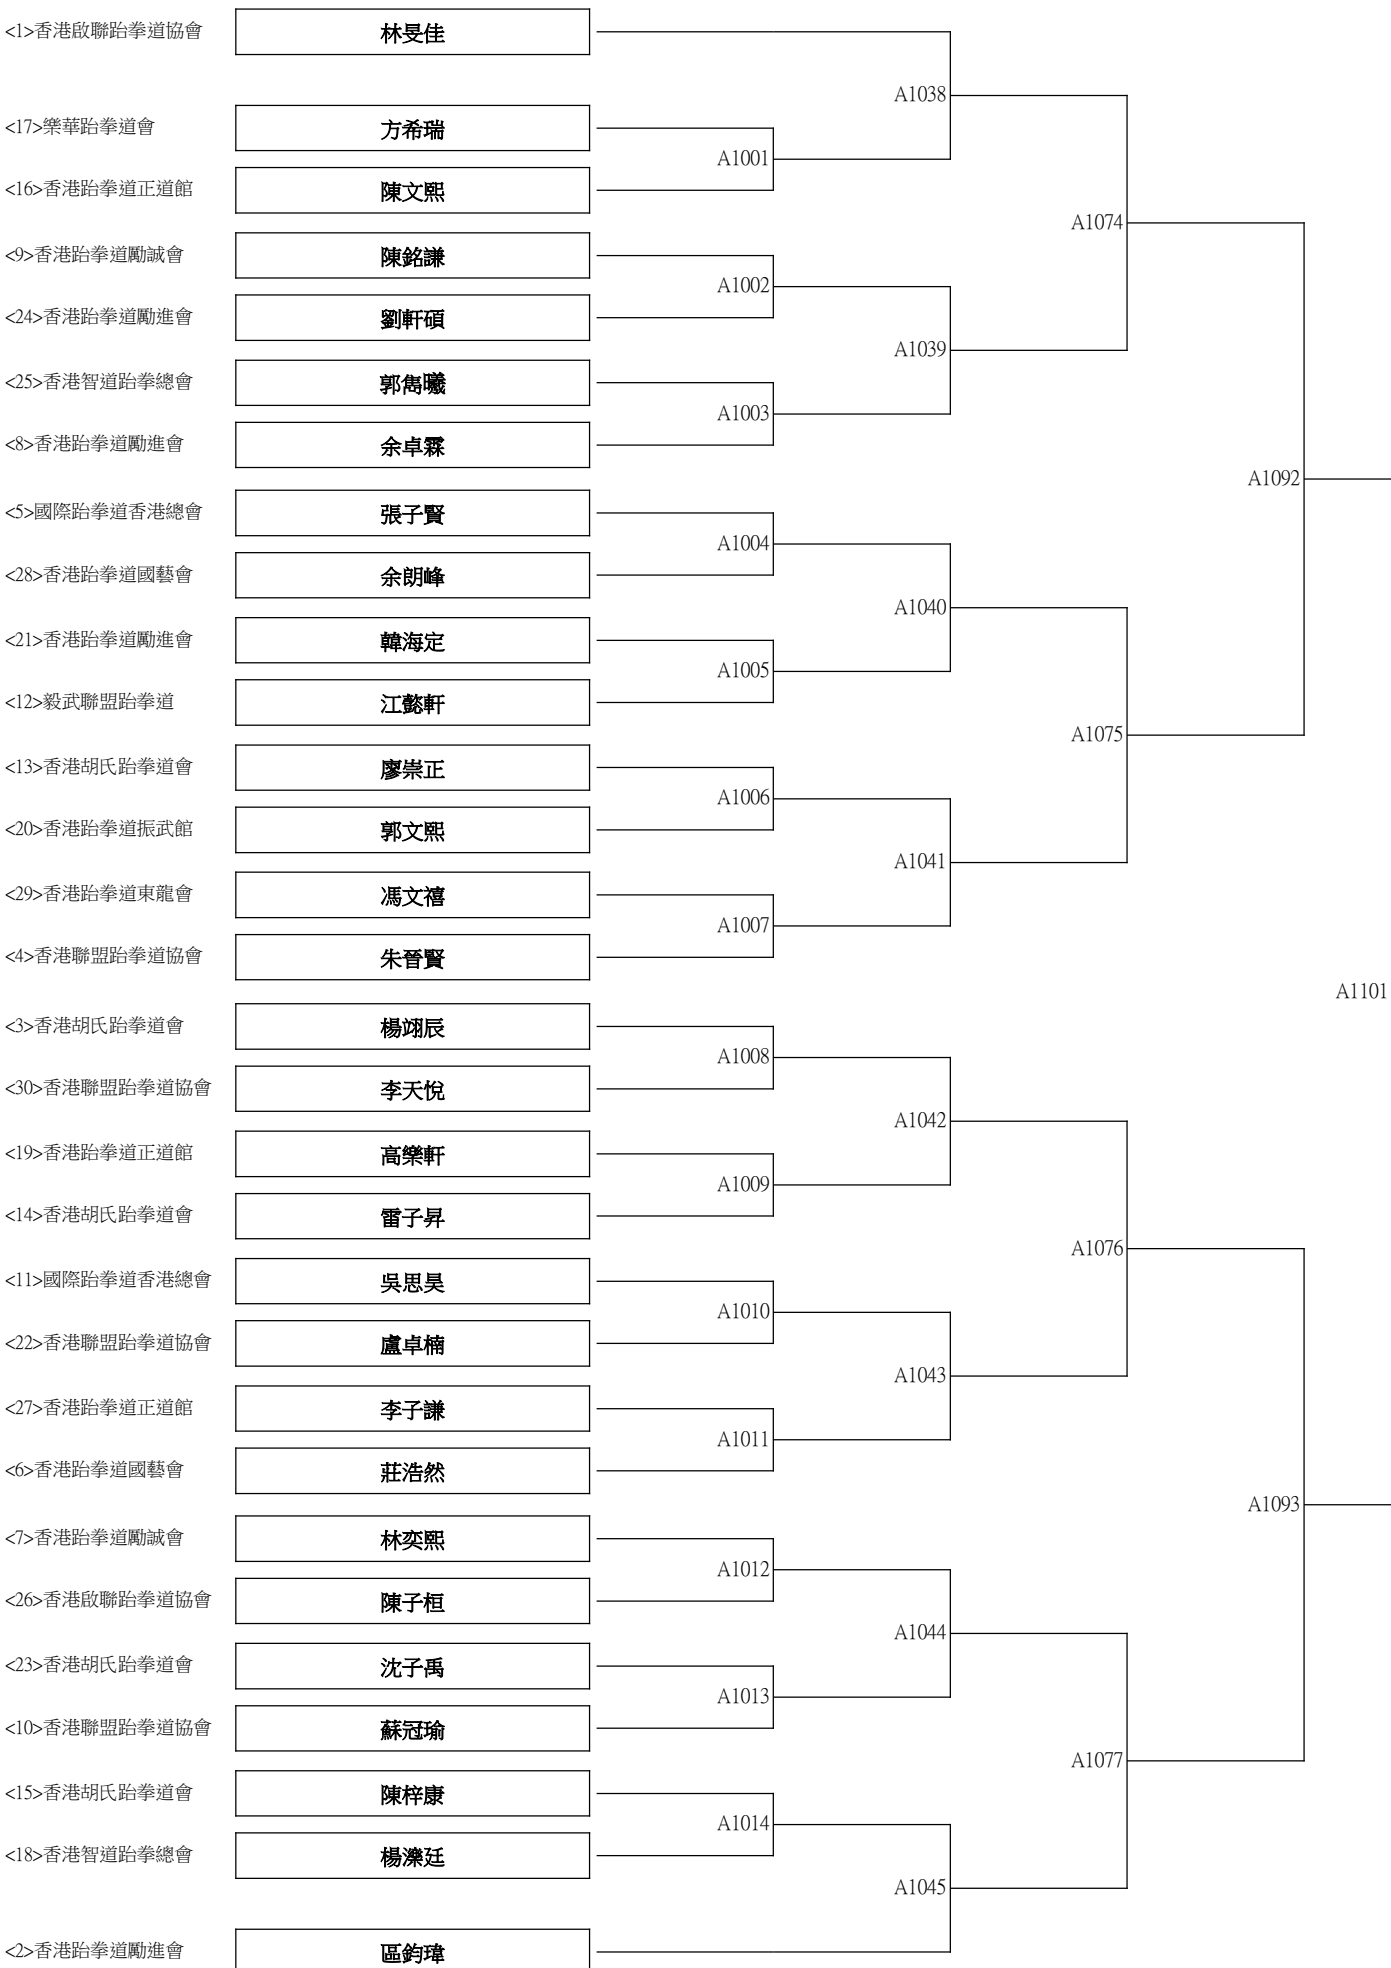 <1>香港啟聯跆拳道協會 林旻佳
A1038
<17>樂華跆拳道會 方希瑞
A1001
<16>香港跆拳道正道館 陳文熙
A1074
<9>香港跆拳道勵誠會 陳銘謙
A1002
<24>香港跆拳道勵進會 劉軒碩
A1039
<25>香港智道跆拳總會 郭雋曦
A1003
<8>香港跆拳道勵進會 余卓霖
A1092
<5>國際跆拳道香港總會 張子賢
A1004
<28>香港跆拳道國藝會 余朗峰
A1040
<21>香港跆拳道勵進會 韓海定
A1005
<12>毅武聯盟跆拳道 江懿軒
A1075
<13>香港胡氏跆拳道會 廖崇正
A1006
<20>香港跆拳道振武館 郭文熙
A1041
<29>香港跆拳道東龍會 馮文禧
A1007
<4>香港聯盟跆拳道協會 朱晉賢
A1101
<3>香港胡氏跆拳道會 楊翊辰
A1008
<30>香港聯盟跆拳道協會 李天悅
A1042
<19>香港跆拳道正道館 高樂軒
A1009
<14>香港胡氏跆拳道會 雷子昇
A1076
<11>國際跆拳道香港總會 吳思昊
A1010
<22>香港聯盟跆拳道協會 盧卓楠
A1043
<27>香港跆拳道正道館 李子謙
A1011
<6>香港跆拳道國藝會 莊浩然
A1093
<7>香港跆拳道勵誠會 林奕熙
A1012
<26>香港啟聯跆拳道協會 陳子桓
A1044
<23>香港胡氏跆拳道會 沈子禹
A1013
<10>香港聯盟跆拳道協會 蘇冠瑜
A1077
<15>香港胡氏跆拳道會 陳梓康
A1014
<18>香港智道跆拳總會 楊濼廷
A1045
<2>香港跆拳道勵進會 區鈞瑋